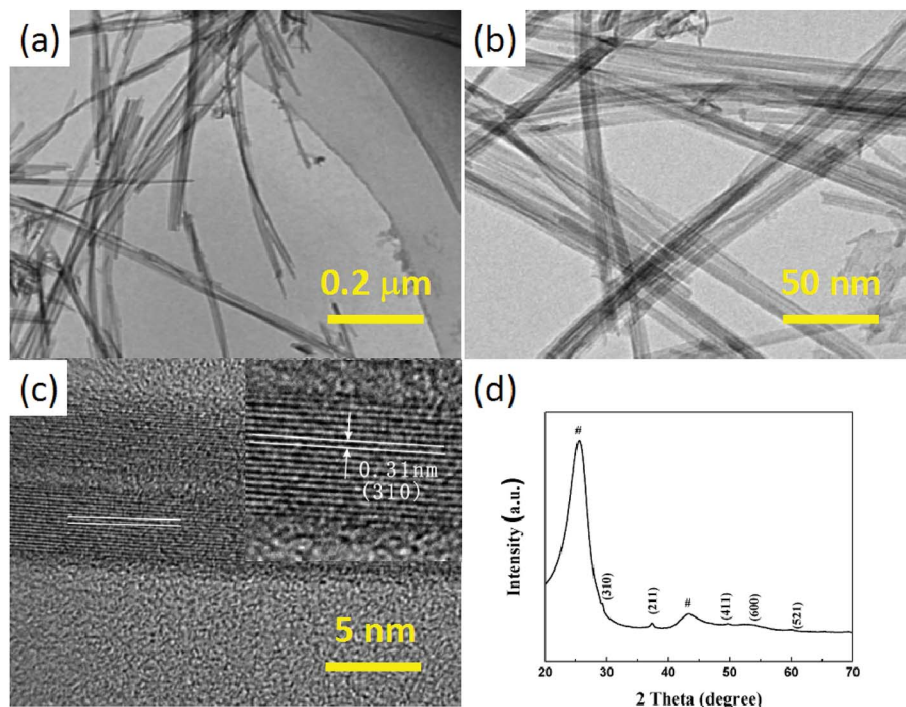 (a)
0.2 μm
(b)
50 nm
(c)
0.31nm
(310)
5 nm
(d)
Intensity (a.u.)
#
(310)
(211)
#
(411)
(600)
(521)
20 30 40 50 60 70
2 Theta (degree)